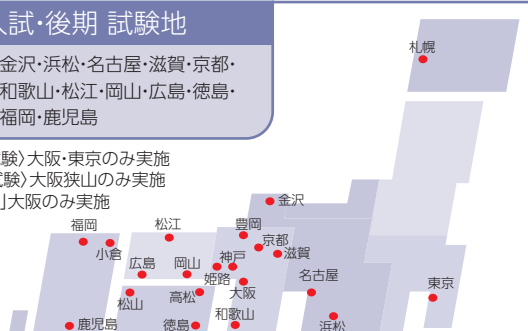 入試・後期 試験地
金沢・浜松・名古屋・滋賀・京都・
和歌山・松江・岡山・広島・徳島・
福岡・鹿児島
験〉大阪・東京のみ実施
試験〉大阪狭山のみ実施
大阪のみ実施
札幌
金沢
福岡
松江
豊岡
小倉
京都
滋賀
広島
岡山
神戸
姫路
名古屋
東京
大阪
松山
高松
和歌山
鹿児島
徳島
浜松